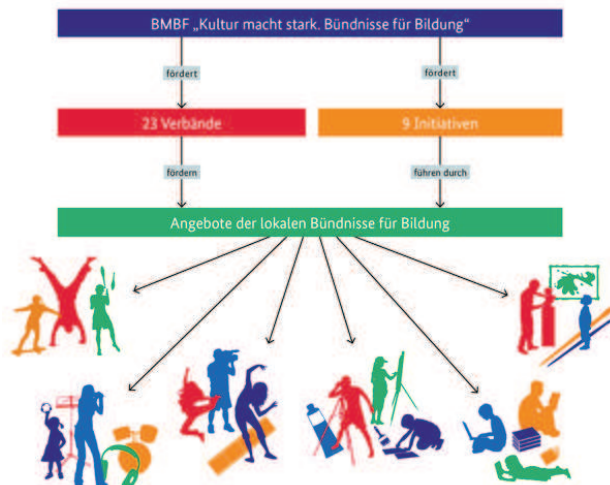 BMBF „Kultur macht stark. Bündnisse für Bildung“
fördert
fördert
23 Verbände
9 Initiativen
fördern
führen durch
Angebote der lokalen Bündnisse für Bildung